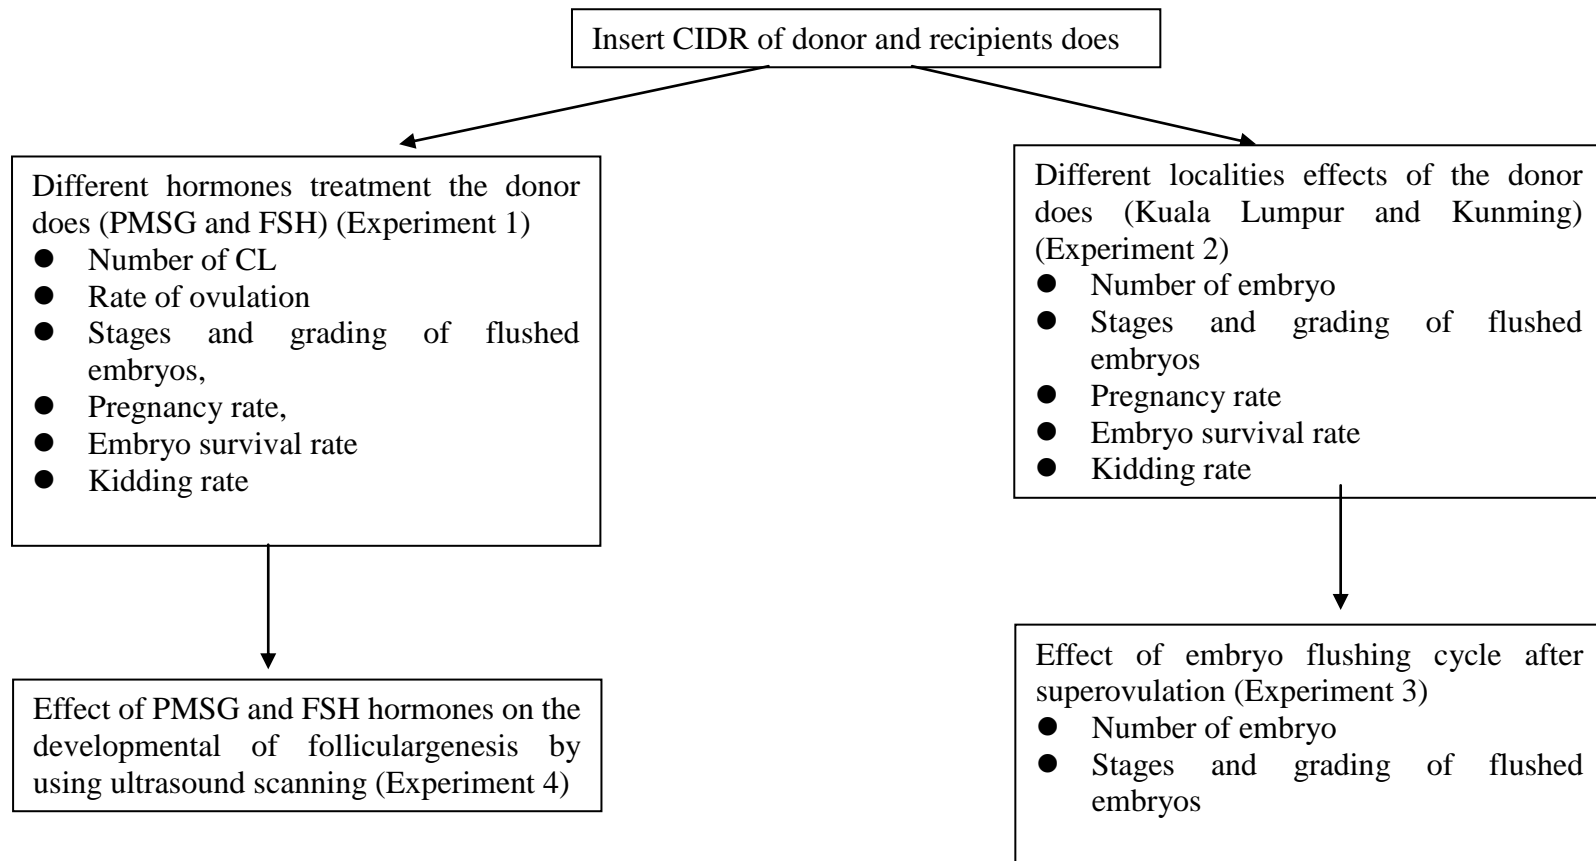 Insert CIDR of donor and recipients does
Different hormones treatment the donor
does (PMSG and FSH) (Experiment 1)
● Number of CL
● Rate of ovulation
● Stages and grading of flushed
embryos,
● Pregnancy rate,
● Embryo survival rate
● Kidding rate
Different localities effects of the donor
does (Kuala Lumpur and Kunming)
(Experiment 2)
● Number of embryo
● Stages and grading of flushed
embryos
● Pregnancy rate
● Embryo survival rate
● Kidding rate
Effect of PMSG and FSH hormones on the
developmental of folliculargenesis by
using ultrasound scanning (Experiment 4)
Effect of embryo flushing cycle after
superovulation (Experiment 3)
● Number of embryo
● Stages and grading of flushed
embryos